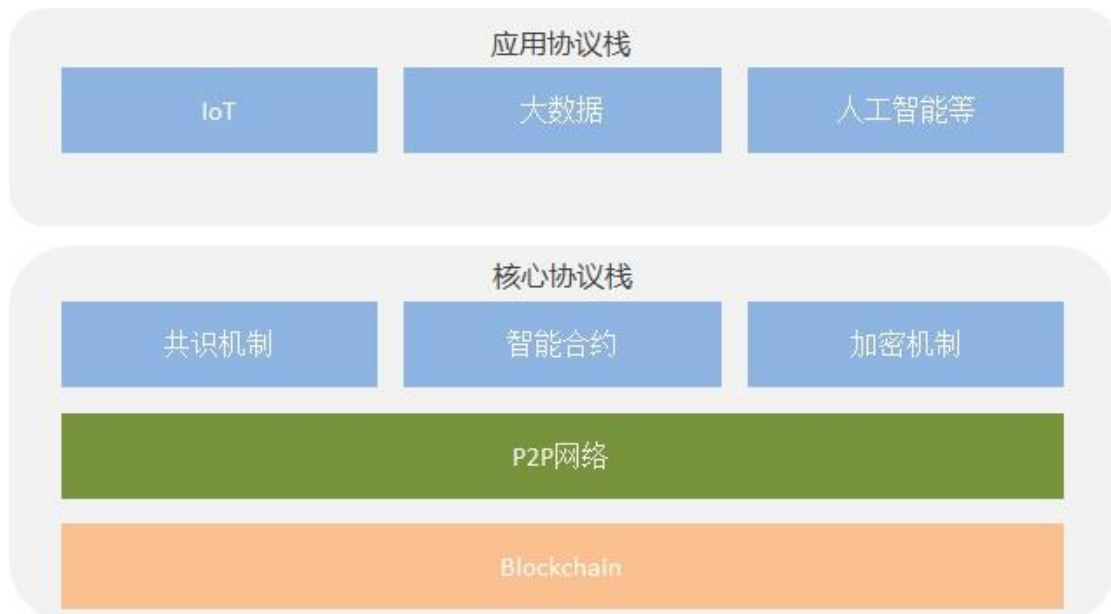 应用协议栈
IoT 大数据 人工智能等
核心协议栈
共识机制 智能合约 加密机制
P2P网络
Blockchain